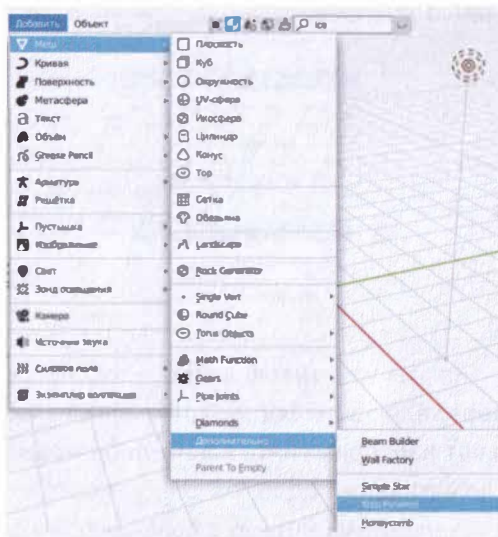 Добавить Объект
ico
Меш
Кривая
Поверхность
Метасфера
Текст
Объём
Grease Pencil
Арматура
Решётка
Пустышка
Изображение
Свет
Зонд освещения
Камера
Источник звука
Силовое поле
Экземпляр коллекции
Плоскость
Куб
Окружность
UV-сфера
Икосфера
Цилиндр
Конус
Тор
Сетка
Обезьяна
Landscape
Rock Generator
Single Vert
Round Cube
Torus Objects
Math Function
Gears
Pipe Joints
Diamonds
Дополнительно
Parent To Empty
Beam Builder
Wall Factory
Simple Star
Step Pyramid
Honeycomb